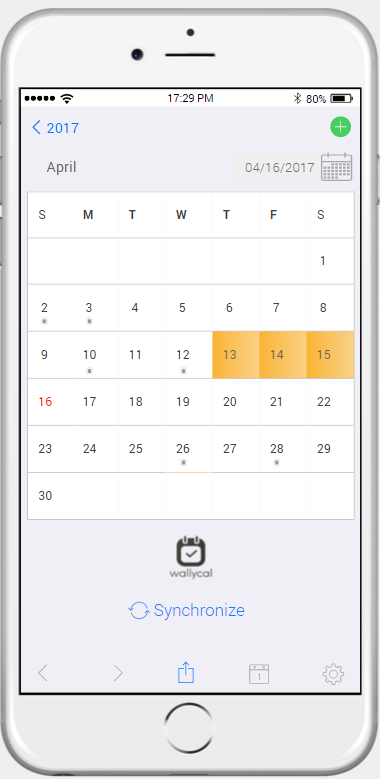 17:29 PM 80%
2017
April 04/16/2017
S M T W T F S
1
2 3 4 5 6 7 8
9 10 11 12 13 14 15
16 17 18 19 20 21 22
23 24 25 26 27 28 29
30
wallycal
Synchronize
1